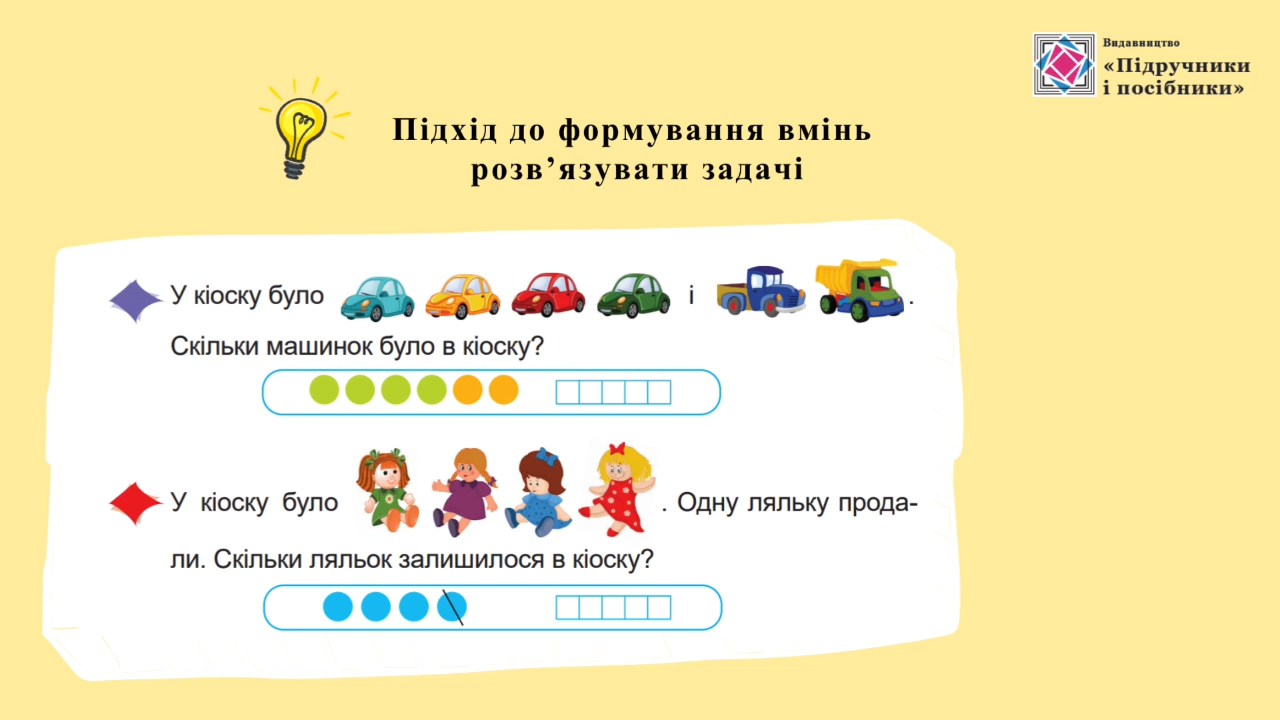 Видавництво
«Підручники
і посібники»
Підхід до формування вмінь
розв’язувати задачі
У кіоску було і .
Скільки машинок було в кіоску?
У кіоску було . Одну ляльку прода-
ли. Скільки ляльок залишилося в кіоску?